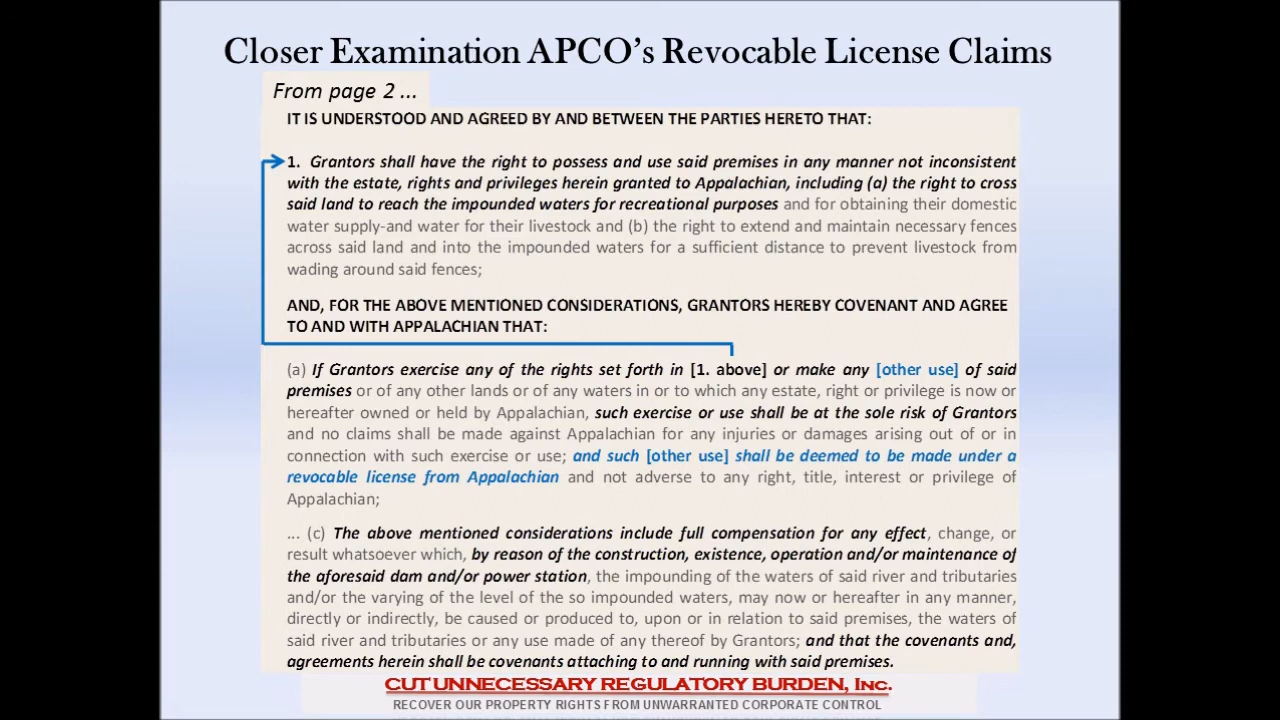 Closer Examination APCO's Revocable License Claims
From page 2 ...
IT IS UNDERSTOOD AND AGREED BY AND BETWEEN THE PARTIES HERETO THAT:
1. Grantors shall have the right to possess and use said premises in any manner not inconsistent
with the estate, rights and privileges herein granted to Appalachian, including (a) the right to cross
said land to reach the impounded waters for recreational purposes and for obtaining their domestic
water supply-and water for their livestock and (b) the right to extend and maintain necessary fences
across said land and into the impounded waters for a sufficient distance to prevent livestock from
wading around said fences;
AND, FOR THE ABOVE MENTIONED CONSIDERATIONS, GRANTORS HEREBY COVENANT AND AGREE
TO AND WITH APPALACHIAN THAT:
(a) If Grantors exercise any of the rights set forth in [1. above] or make any [other use] of said
premises or of any other lands or of any waters in or to which any estate, right or privilege is now or
hereafter owned or held by Appalachian, such exercise or use shall be at the sole risk of Grantors
and no claims shall be made against Appalachian for any injuries or damages arising out of or in
connection with such exercise or use; and such [other use] shall be deemed to be made under a
revocable license from Appalachian and not adverse to any right, title, interest or privilege of
Appalachian;
... (c) The above mentioned considerations include full compensation for any effect, change, or
result whatsoever which, by reason of the construction, existence, operation and/or maintenance of
the aforesaid dam and/or power station, the impounding of the waters of said river and tributaries
and/or the varying of the level of the so impounded waters, may now or hereafter in any manner,
directly or indirectly, be caused or produced to, upon or in relation to said premises, the waters of
said river and tributaries or any use made of any thereof by Grantors; and that the covenants and,
agreements herein shall be covenants attaching to and running with said premises.
CUT UNNECESSARY REGULATORY BURDEN, Inc.
RECOVER OUR PROPERTY RIGHTS FROM UNWARRANTED CORPORATE CONTROL